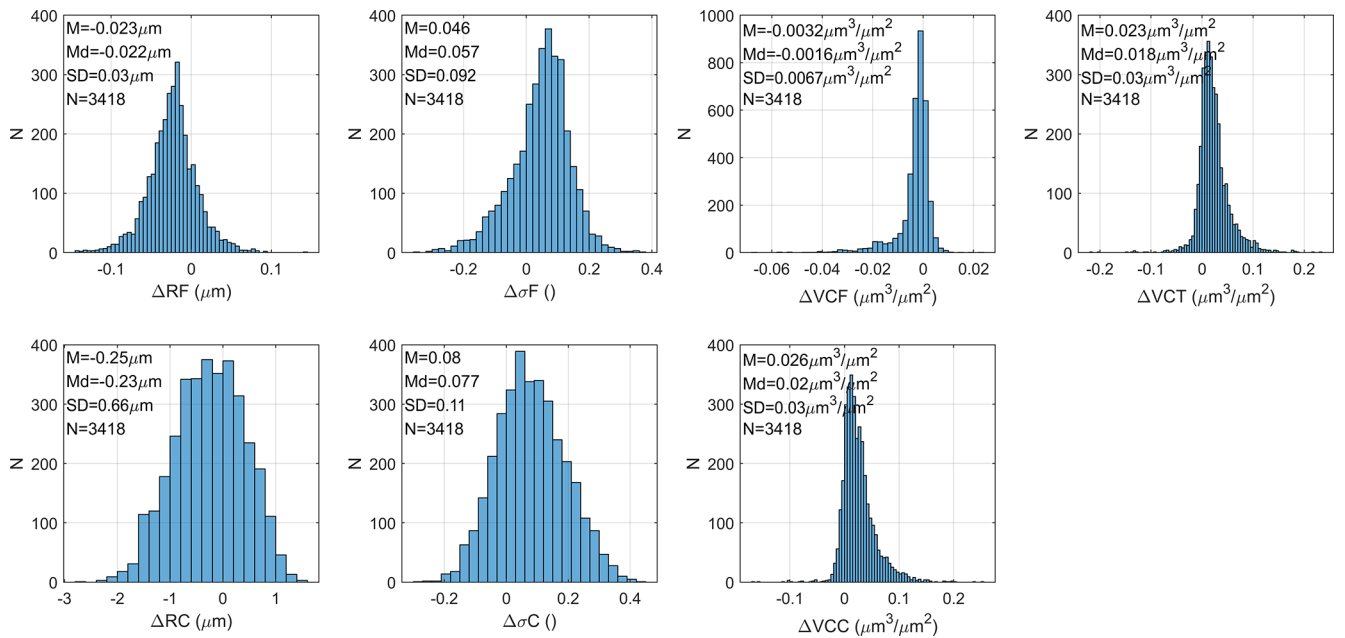 400
300
200
100
0
N
M=-0.023μm
Md=-0.022μm
SD=0.03μm
N=3418
-0.1 0 0.1
ΔRF (μm)
400
300
200
100
0
N
M=0.046
Md=0.057
SD=0.092
N=3418
-0.2 0 0.2 0.4
ΔσF ()
1000
800
600
400
200
0
N
M=-0.0032μm³/μm²
Md=-0.0016μm³/μm²
SD=0.0067μm³/μm²
N=3418
-0.06 -0.04 -0.02 0 0.02
ΔVCF (μm³/μm²)
400
300
200
100
0
N
M=0.023μm³/μm²
Md=0.018μm³/μm²
SD=0.03μm³/μm²
N=3418
-0.2 -0.1 0 0.1 0.2
ΔVCT (μm³/μm²)
400
300
200
100
0
N
M=-0.25μm
Md=-0.23μm
SD=0.66μm
N=3418
-3 -2 -1 0 1
ΔRC (μm)
400
300
200
100
0
N
M=0.08
Md=0.077
SD=0.11
N=3418
-0.2 0 0.2 0.4
ΔσC ()
400
300
200
100
0
N
M=0.026μm³/μm²
Md=0.02μm³/μm²
SD=0.03μm³/μm²
N=3418
-0.1 0 0.1 0.2
ΔVCC (μm³/μm²)